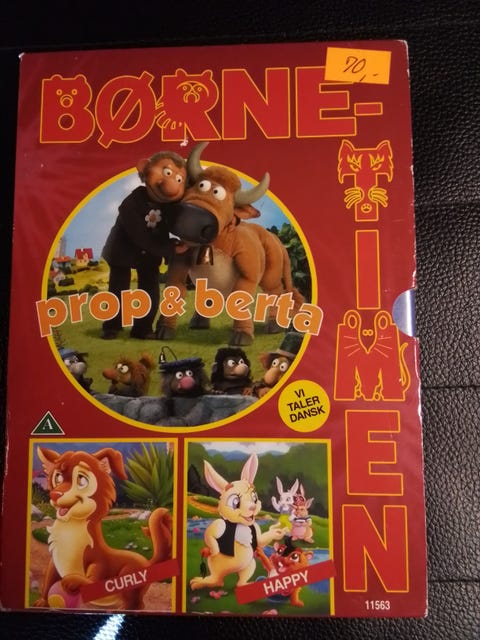 70,-
BØRNE-
TIMEN
prop & berta
VI
TALER
DANSK
A
CURLY
HAPPY
11563